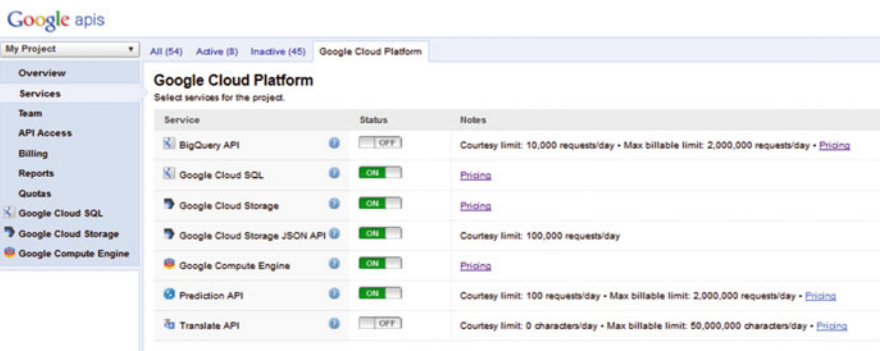 Google apis
My Project
All (54) Active (8) Inactive (45) Google Cloud Platform
Overview
Services
Team
API Access
Billing
Reports
Quotas
Google Cloud SQL
Google Cloud Storage
Google Compute Engine
Google Cloud Platform
Select services for the project.
Service Status Notes
BigQuery API OFF Courtesy limit: 10,000 requests/day • Max billable limit: 2,000,000 requests/day • Pricing
Google Cloud SQL ON Pricing
Google Cloud Storage ON Pricing
Google Cloud Storage JSON API ON Courtesy limit: 100,000 requests/day
Google Compute Engine ON Pricing
Prediction API ON Courtesy limit: 100 requests/day • Max billable limit: 2,000,000 requests/day • Pricing
Translate API OFF Courtesy limit: 0 characters/day • Max billable limit: 50,000,000 characters/day • Pricing